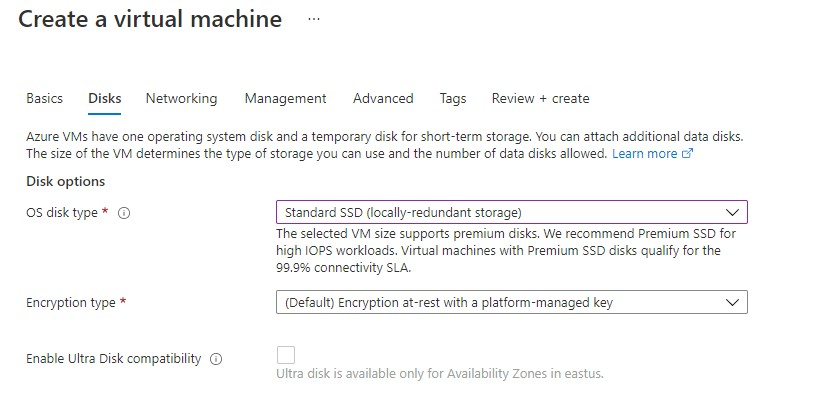 Create a virtual machine ...
Basics Disks Networking Management Advanced Tags Review + create
Azure VMs have one operating system disk and a temporary disk for short-term storage. You can attach additional data disks.
The size of the VM determines the type of storage you can use and the number of data disks allowed. Learn more
Disk options
OS disk type * Standard SSD (locally-redundant storage)
The selected VM size supports premium disks. We recommend Premium SSD for
high IOPS workloads. Virtual machines with Premium SSD disks qualify for the
99.9% connectivity SLA.
Encryption type * (Default) Encryption at-rest with a platform-managed key
Enable Ultra Disk compatibility
Ultra disk is available only for Availability Zones in eastus.